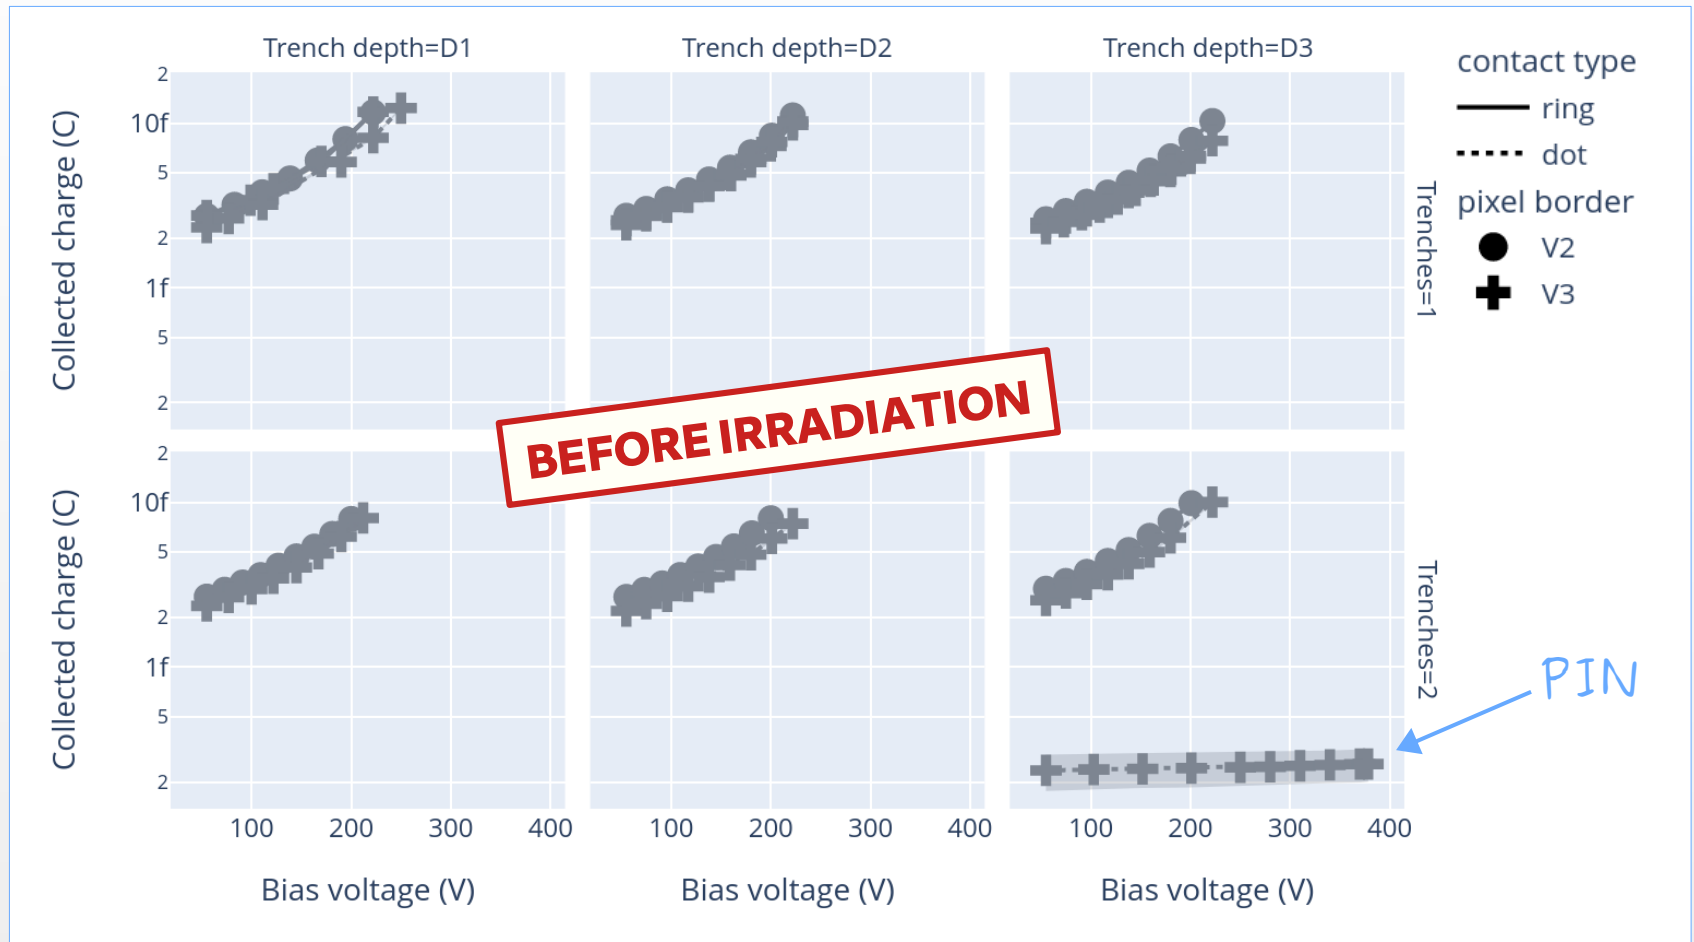 Trench depth=D1
Trench depth=D2
Trench depth=D3
contact type
ring
dot
pixel border
V2
V3
Collected charge (C)
2
10f
5
2
1f
5
2
Trenches=1
BEFORE IRRADIATION
Collected charge (C)
2
10f
5
2
1f
5
2
Trenches=2
PIN
100 200 300 400
100 200 300 400
100 200 300 400
Bias voltage (V)
Bias voltage (V)
Bias voltage (V)